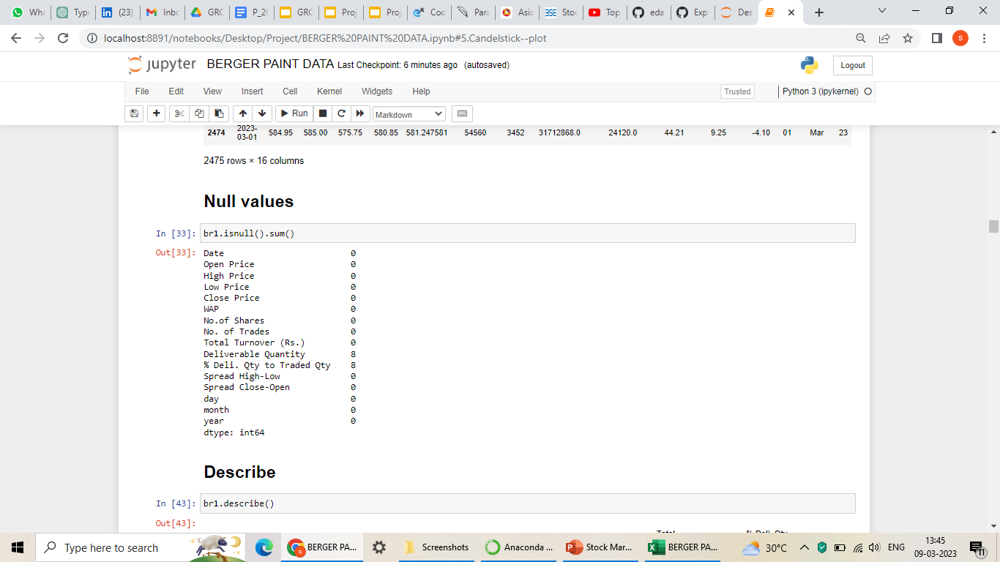 Wha
Type
(23)
Inbo
GRC
P_20
GRC
Proj
Proj
Cod
Para
Asia
Stoc
Top
eda
Exp
Des
localhost:8891/notebooks/Desktop/Project/BERGER%20PAINT%20DATA.ipynb#5.Candelstick--plot
s
jupyter BERGER PAINT DATA Last Checkpoint: 6 minutes ago (autosaved)
Logout
File Edit View Insert Cell Kernel Widgets Help
Trusted
Python 3 (ipykernel)
Run
Markdown
2474 2023-03-01 584.95 585.00 575.75 580.85 581.247581 54560 3452 31712868.0 24120.0 44.21 9.25 -4.10 01 Mar 23
2475 rows × 16 columns
Null values
In [33]: br1.isnull().sum()
Out[33]: Date 0
Open Price 0
High Price 0
Low Price 0
Close Price 0
WAP 0
No.of Shares 0
No. of Trades 0
Total Turnover (Rs.) 0
Deliverable Quantity 8
% Deli. Qty to Traded Qty 8
Spread High-Low 0
Spread Close-Open 0
day 0
month 0
year 0
dtype: int64
Describe
In [43]: br1.describe()
Out[43]:
Total % Deli. Qty
Type here to search
BERGER PA...
Screenshots
Anaconda ...
Stock Mar...
BERGER PA...
30°C
ENG
13:45
09-03-2023
11